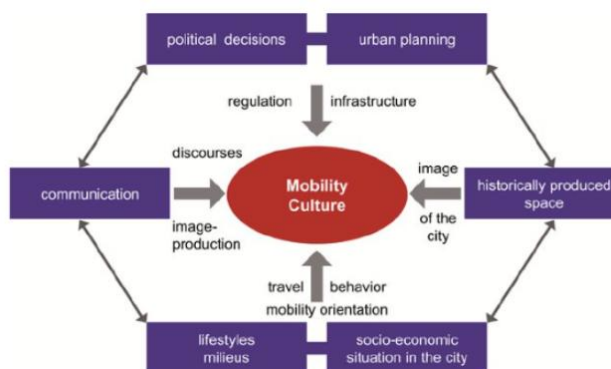 political decisions
urban planning
regulation
infrastructure
discourses
image
communication
Mobility
Culture
historically produced
space
image-
production
of the
city
travel
behavior
mobility orientation
lifestyles
milieus
socio-economic
situation in the city